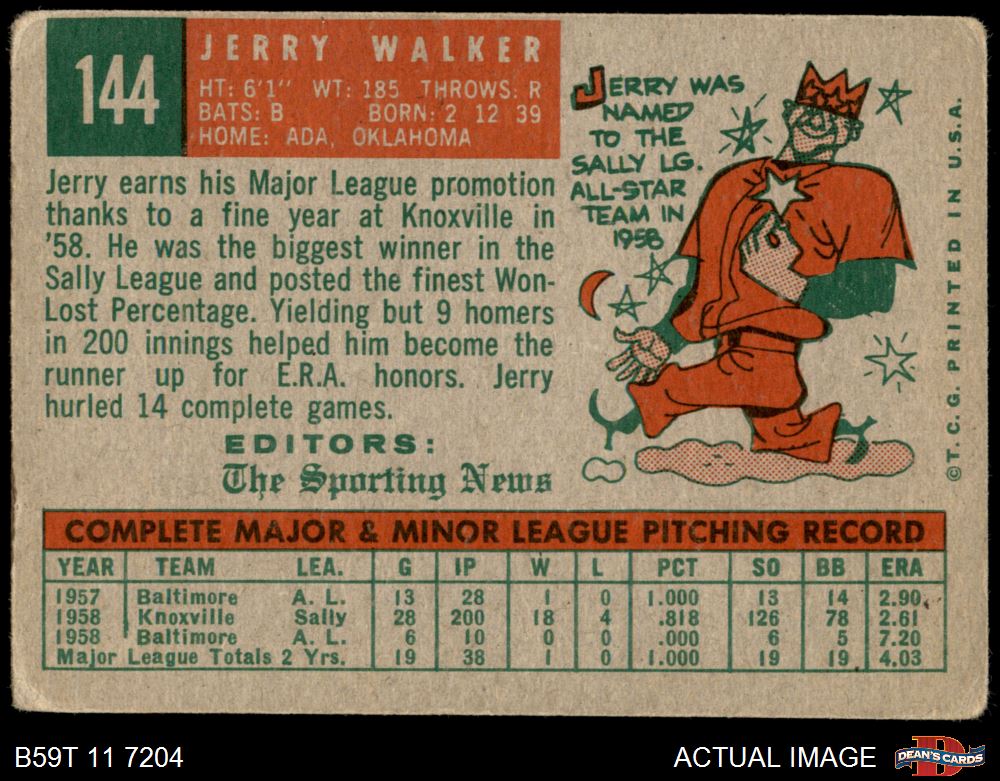 144
JERRY WALKER
HT: 6'1" WT: 185 THROWS: R
BATS: B BORN: 2 12 39
HOME: ADA, OKLAHOMA
Jerry earns his Major League promotion
thanks to a fine year at Knoxville in
'58. He was the biggest winner in the
Sally League and posted the finest Won-
Lost Percentage. Yielding but 9 homers
in 200 innings helped him become the
runner up for E.R.A. honors. Jerry
hurled 14 complete games.
EDITORS:
The Sporting News
JERRY WAS
NAMED
TO THE
SALLY LG.
ALL-STAR
TEAM IN
1958
©T.C.G. PRINTED IN U.S.A.
COMPLETE MAJOR & MINOR LEAGUE PITCHING RECORD
YEAR TEAM LEA. G IP W L PCT SO BB ERA
1957 Baltimore A. L. 13 28 1 0 1.000 13 14 2.90
1958 Knoxville Sally 28 200 18 4 .818 126 78 2.61
1958 Baltimore A. L. 6 10 0 0 .000 6 5 7.20
Major League Totals 2 Yrs. 19 38 1 0 1.000 19 19 4.03
B59T 11 7204
ACTUAL IMAGE
D
DEAN'S CARDS